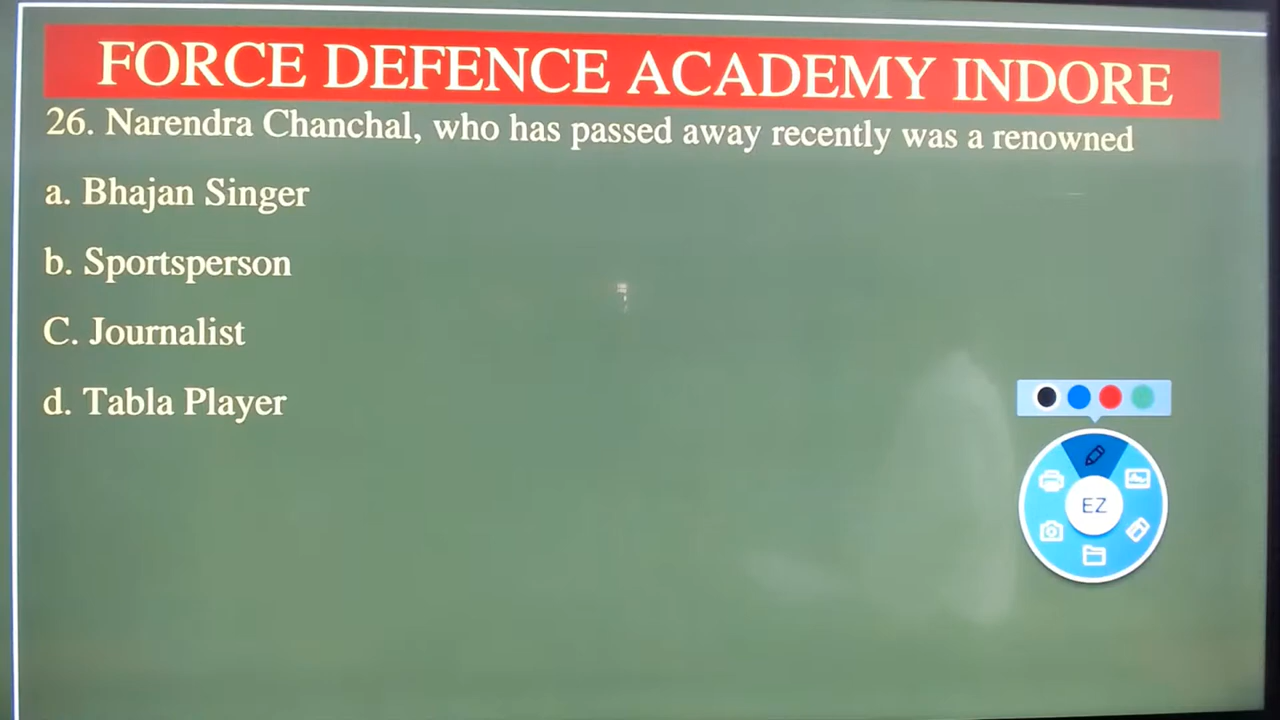 FORCE DEFENCE ACADEMY INDORE
26. Narendra Chanchal, who has passed away recently was a renowned
a. Bhajan Singer
b. Sportsperson
C. Journalist
d. Tabla Player
EZ